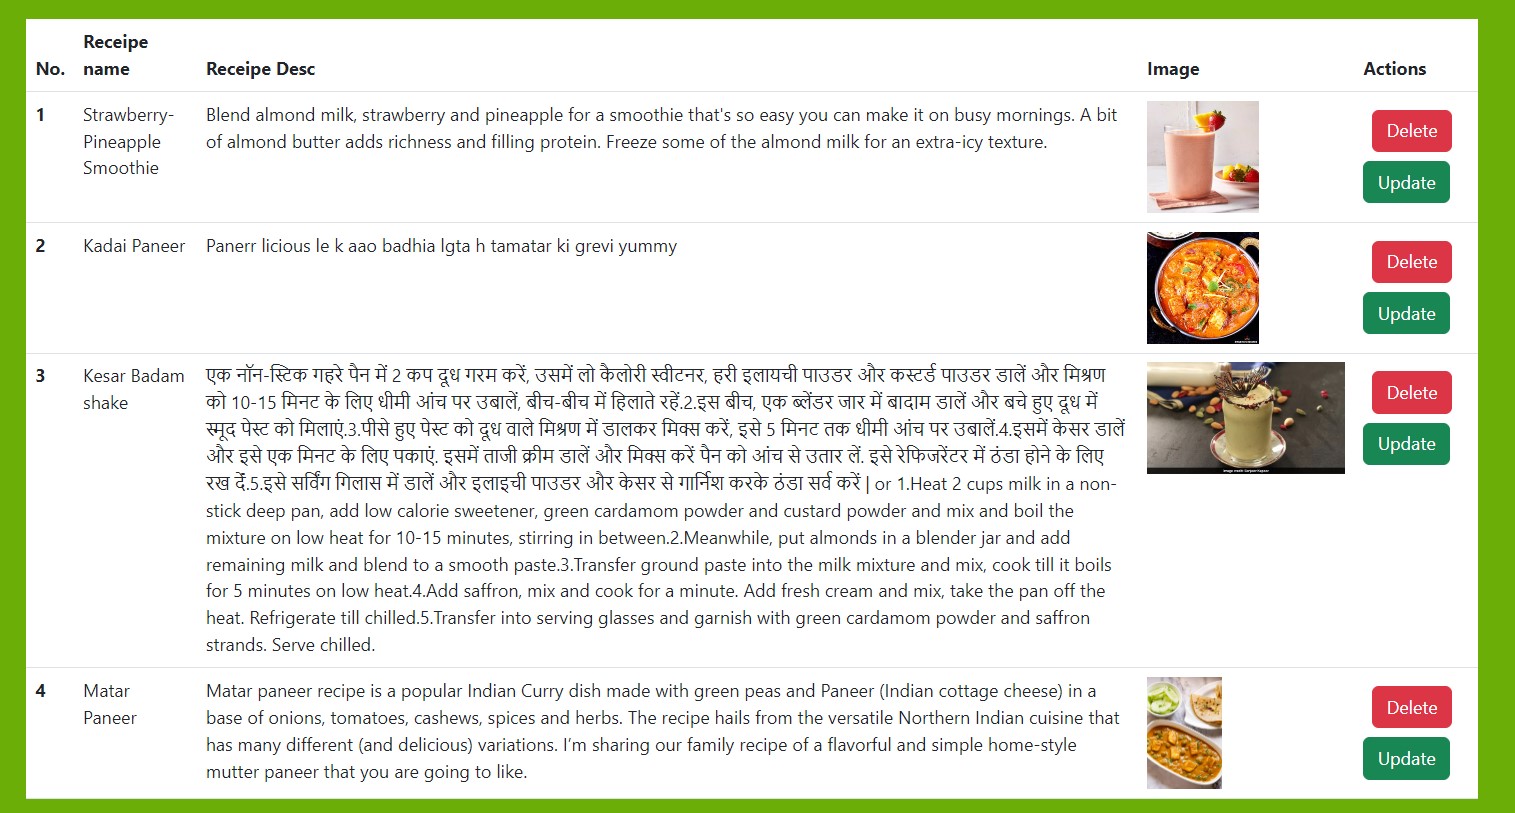 No. Receipe name Receipe Desc Image Actions
1 Strawberry-Pineapple Smoothie
Blend almond milk, strawberry and pineapple for a smoothie that's so easy you can make it on busy mornings. A bit
of almond butter adds richness and filling protein. Freeze some of the almond milk for an extra-icy texture.
Delete
Update
2 Kadai Paneer
Panerr licious le k aao badhia lgta h tamatar ki grevi yummy
Delete
Update
3 Kesar Badam shake
एक नॉन-स्टिक गहरे पैन में 2 कप दूध गरम करें, उसमें लो कैलोरी स्वीटनर, हरी इलायची पाउडर और कस्टर्ड पाउडर डालें और मिश्रण
को 10-15 मिनट के लिए धीमी आंच पर उबालें, बीच-बीच में हिलाते रहें.2.इस बीच, एक ब्लेंडर जार में बादाम डालें और बचे हुए दूध में
स्मूद पेस्ट को मिलाएं.3.पीसे हुए पेस्ट को दूध वाले मिश्रण में डालकर मिक्स करें, इसे 5 मिनट तक धीमी आंच पर उबालें.4.इसमें केसर डालें
और इसे एक मिनट के लिए पकाएं. इसमें ताजी क्रीम डालें और मिक्स करें पैन को आंच से उतार लें. इसे रेफिजरेंटर में ठंडा होने के लिए
रख दें.5.इसे सर्विंग गिलास में डालें और इलाइची पाउडर और केसर से गार्निश करके ठंडा सर्व करें | or 1.Heat 2 cups milk in a non-
stick deep pan, add low calorie sweetener, green cardamom powder and custard powder and mix and boil the
mixture on low heat for 10-15 minutes, stirring in between.2.Meanwhile, put almonds in a blender jar and add
remaining milk and blend to a smooth paste.3.Transfer ground paste into the milk mixture and mix, cook till it boils
for 5 minutes on low heat.4.Add saffron, mix and cook for a minute. Add fresh cream and mix, take the pan off the
heat. Refrigerate till chilled.5.Transfer into serving glasses and garnish with green cardamom powder and saffron
strands. Serve chilled.
Delete
Update
4 Matar Paneer
Matar paneer recipe is a popular Indian Curry dish made with green peas and Paneer (Indian cottage cheese) in a
base of onions, tomatoes, cashews, spices and herbs. The recipe hails from the versatile Northern Indian cuisine that
has many different (and delicious) variations. I’m sharing our family recipe of a flavorful and simple home-style
mutter paneer that you are going to like.
Delete
Update